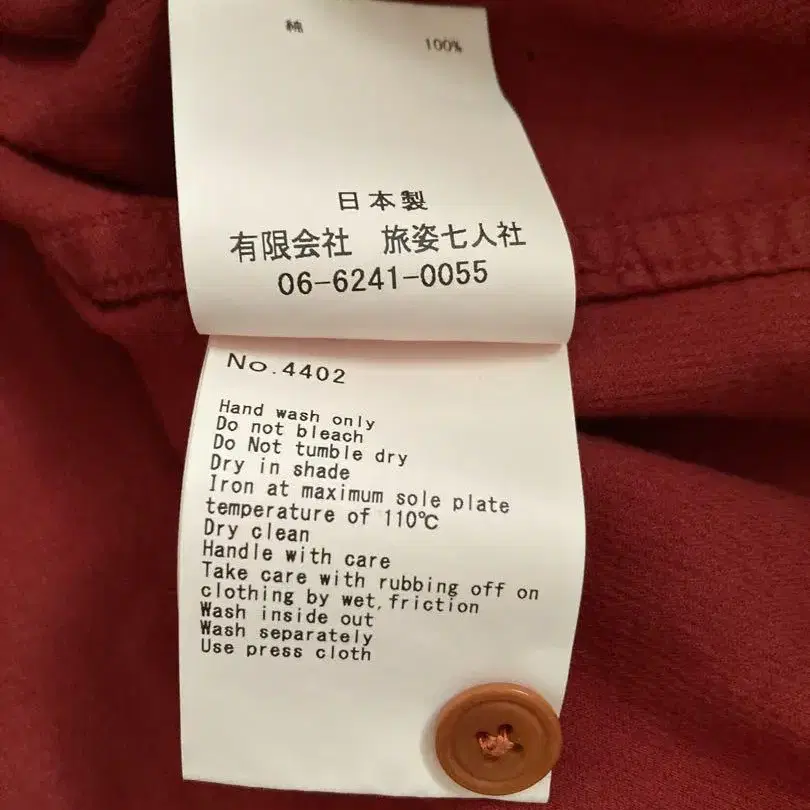 綿 100%
日本製
有限会社 旅姿七人社
06-6241-0055
No.4402
Hand wash only
Do not bleach
Do Not tumble dry
Dry in shade
Iron at maximum sole plate
temperature of 110℃
Dry clean
Handle with care
Take care with rubbing off on
clothing by wet,friction
Wash inside out
Wash separately
Use press cloth